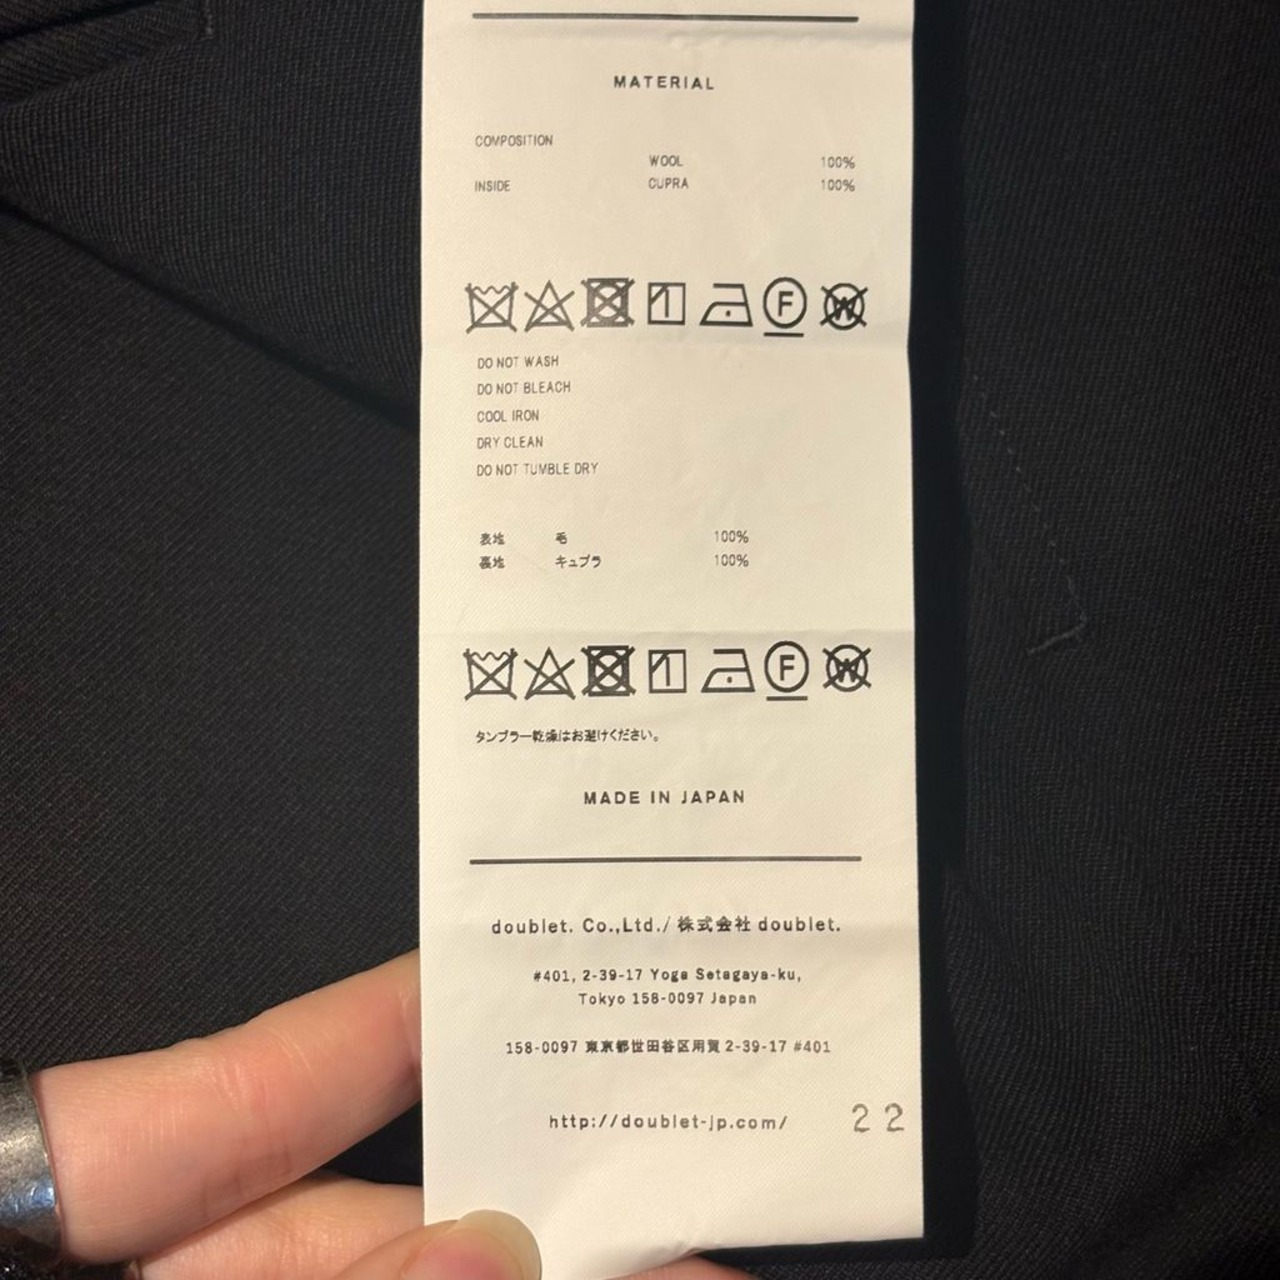 MATERIAL
COMPOSITION
WOOL 100%
INSIDE CUPRA 100%
F W
DO NOT WASH
DO NOT BLEACH
COOL IRON
DRY CLEAN
DO NOT TUMBLE DRY
表地 毛 100%
裏地 キュプラ 100%
F W
タンブラー乾燥はお避けください。
MADE IN JAPAN
doublet. Co.,Ltd./ 株式会社 doublet.
#401, 2-39-17 Yoga Setagaya-ku,
Tokyo 158-0097 Japan
158-0097 東京都世田谷区用賀 2-39-17 #401
http://doublet-jp.com/ 22